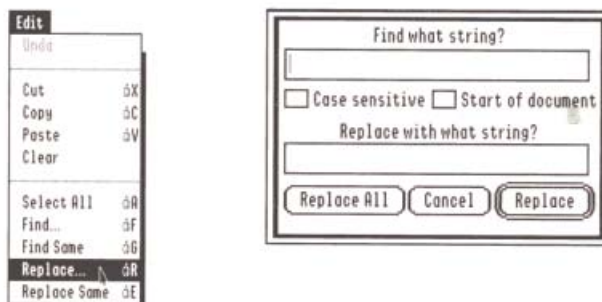 Edit
Undo
Cut X
Copy C
Paste V
Clear
Select All A
Find... F
Find Same G
Replace... R
Replace Same E
Find what string?
Case sensitive Start of document
Replace with what string?
Replace All Cancel Replace